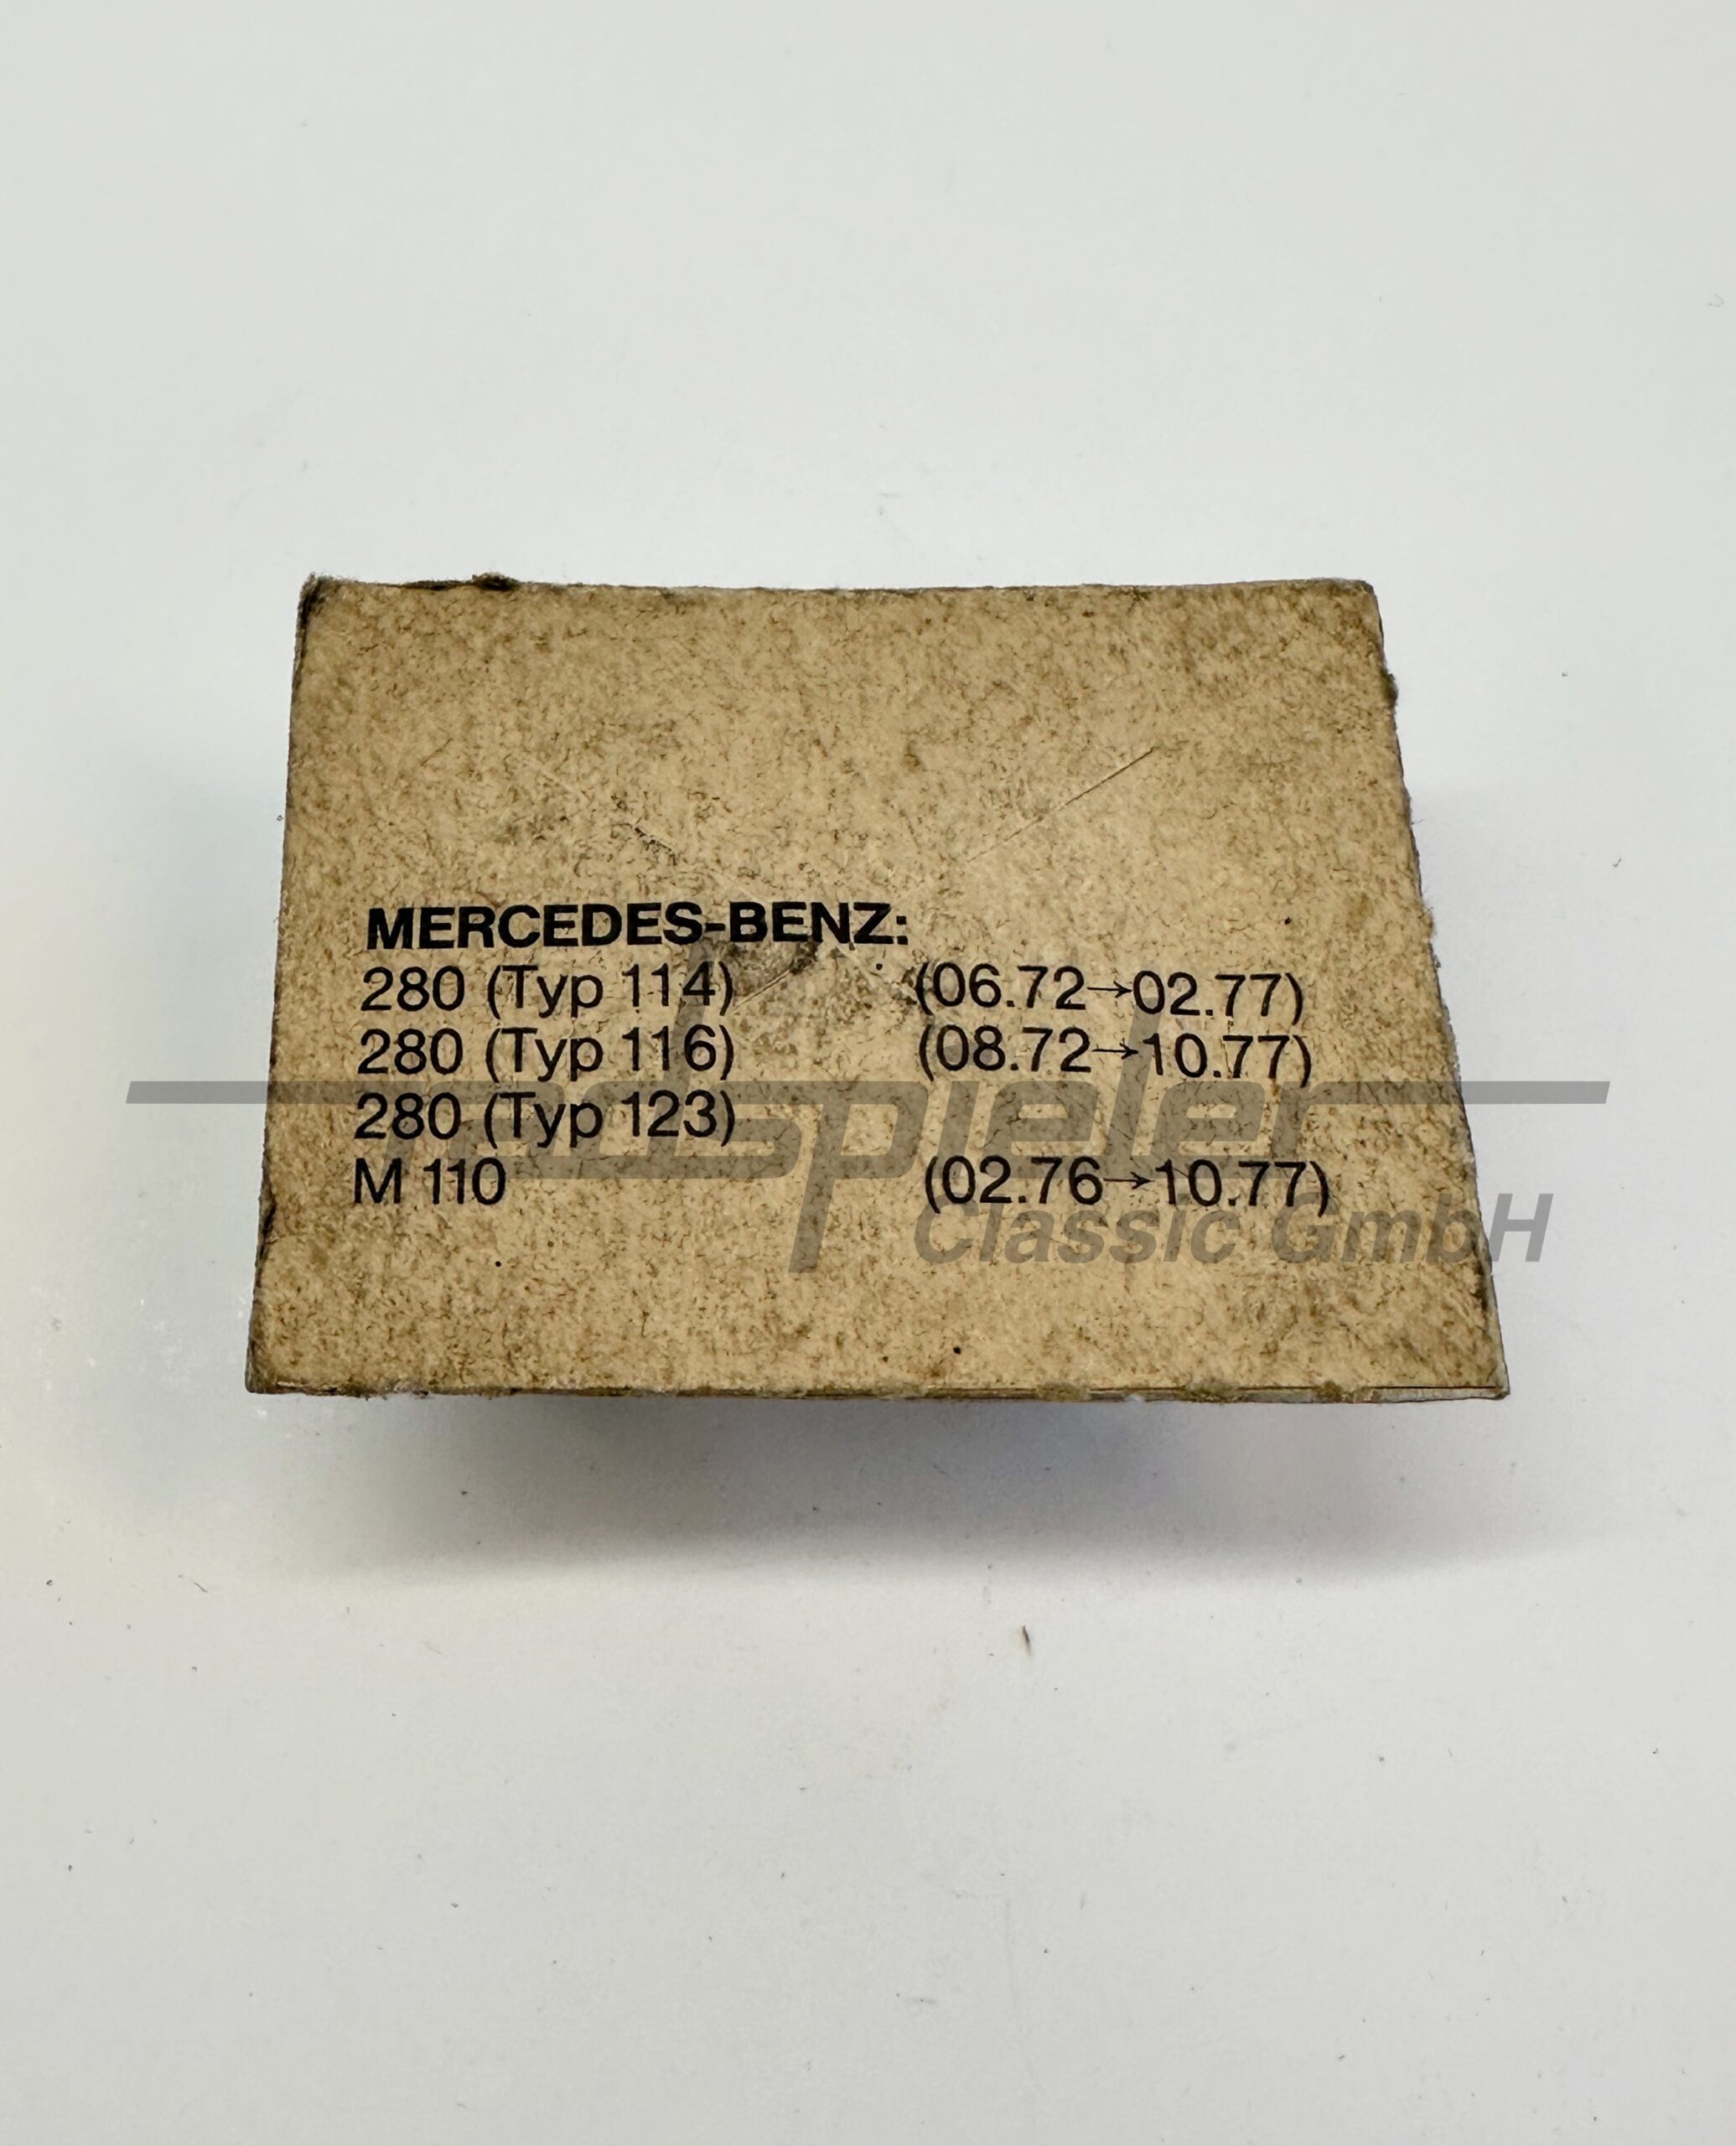 MERCEDES-BENZ:
280 (Typ 114) (06.72→02.77)
280 (Typ 116) (08.72→10.77)
280 (Typ 123)
M 110 (02.76→10.77)
Classic GmbH